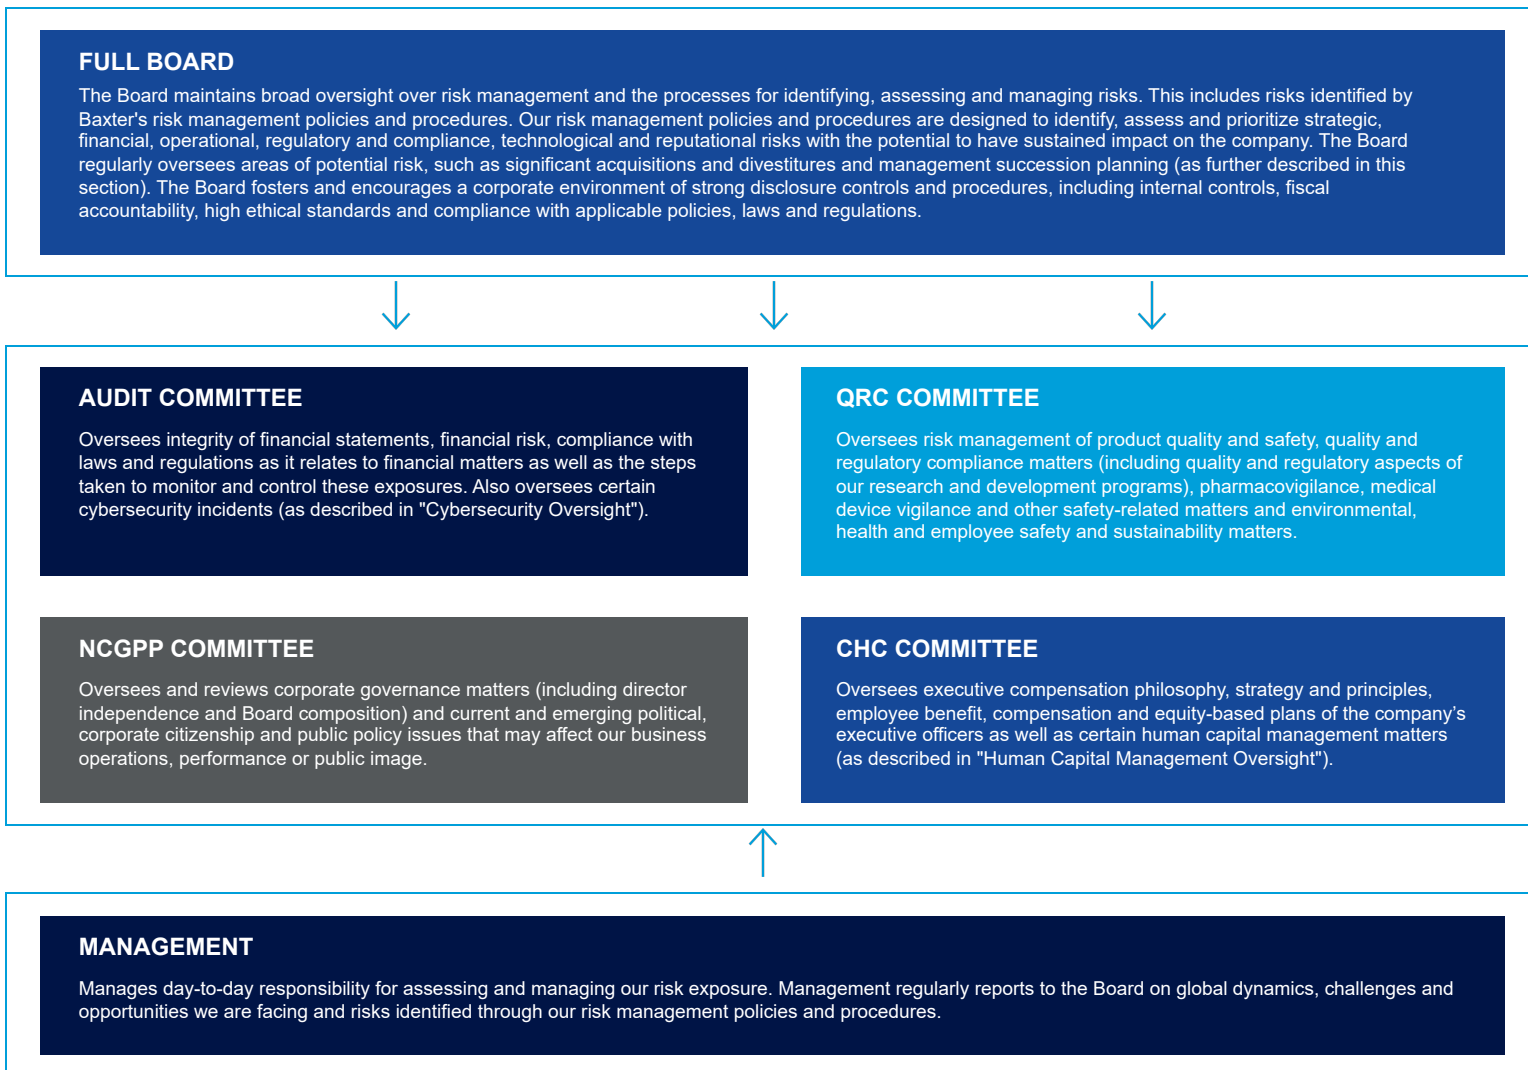 FULL BOARD
The Board maintains broad oversight over risk management and the processes for identifying, assessing and managing risks. This includes risks identified by
Baxter's risk management policies and procedures. Our risk management policies and procedures are designed to identify, assess and prioritize strategic,
financial, operational, regulatory and compliance, technological and reputational risks with the potential to have sustained impact on the company. The Board
regularly oversees areas of potential risk, such as significant acquisitions and divestitures and management succession planning (as further described in this
section). The Board fosters and encourages a corporate environment of strong disclosure controls and procedures, including internal controls, fiscal
accountability, high ethical standards and compliance with applicable policies, laws and regulations.
AUDIT COMMITTEE
Oversees integrity of financial statements, financial risk, compliance with
laws and regulations as it relates to financial matters as well as the steps
taken to monitor and control these exposures. Also oversees certain
cybersecurity incidents (as described in "Cybersecurity Oversight").
QRC COMMITTEE
Oversees risk management of product quality and safety, quality and
regulatory compliance matters (including quality and regulatory aspects of
our research and development programs), pharmacovigilance, medical
device vigilance and other safety-related matters and environmental,
health and employee safety and sustainability matters.
NCGPP COMMITTEE
Oversees and reviews corporate governance matters (including director
independence and Board composition) and current and emerging political,
corporate citizenship and public policy issues that may affect our business
operations, performance or public image.
CHC COMMITTEE
Oversees executive compensation philosophy, strategy and principles,
employee benefit, compensation and equity-based plans of the company’s
executive officers as well as certain human capital management matters
(as described in "Human Capital Management Oversight").
MANAGEMENT
Manages day-to-day responsibility for assessing and managing our risk exposure. Management regularly reports to the Board on global dynamics, challenges and
opportunities we are facing and risks identified through our risk management policies and procedures.